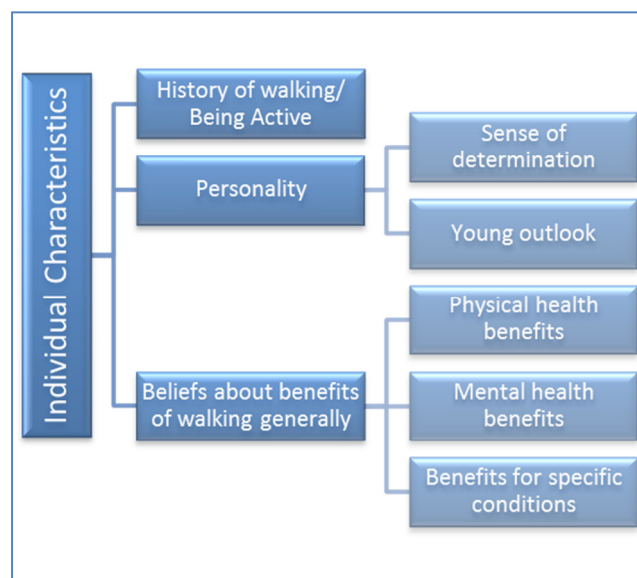 Individual Characteristics
History of walking/
Being Active
Personality
Sense of
determination
Young outlook
Beliefs about benefits
of walking generally
Physical health
benefits
Mental health
benefits
Benefits for specific
conditions